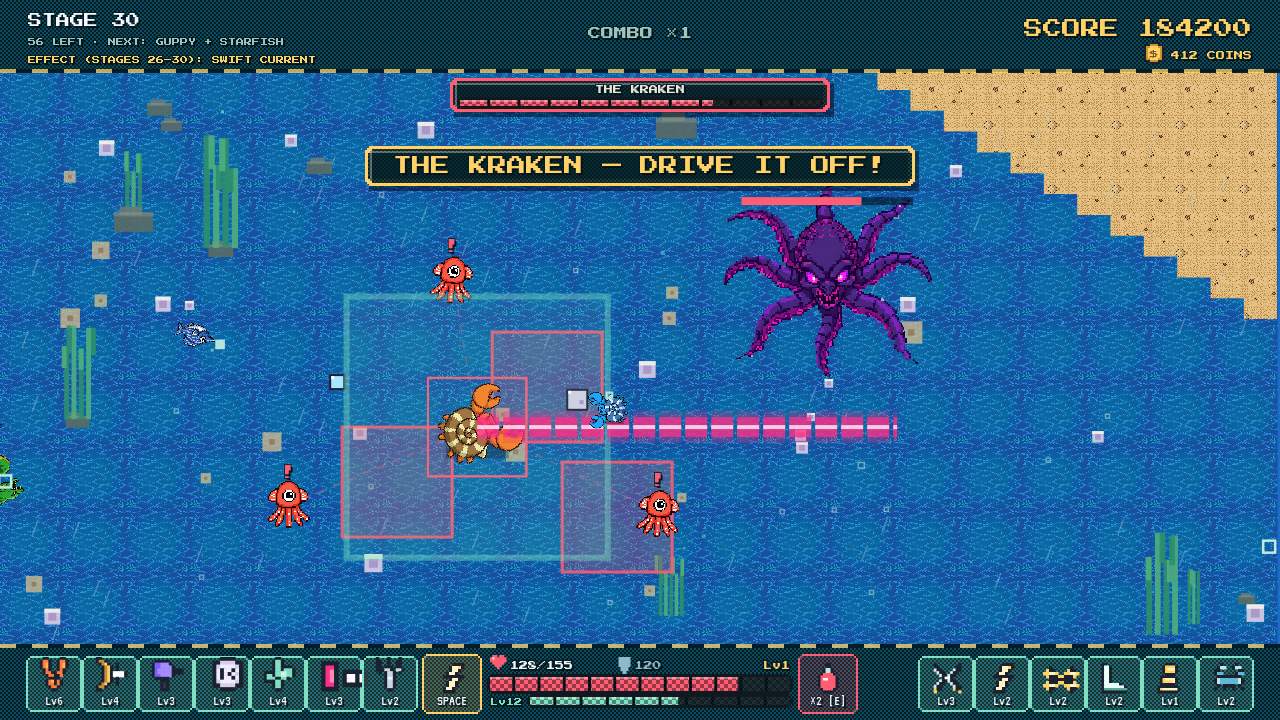 STAGE 30
56 LEFT · NEXT: GUPPY + STARFISH
EFFECT (STAGES 26-30): SWIFT CURRENT
COMBO ×1
SCORE 184200
$ 412 COINS
THE KRAKEN
THE KRAKEN — DRIVE IT OFF!
!
!
!
Lv6 Lv4 Lv3 Lv3 Lv4 Lv3 Lv2
SPACE
128/155 120 Lv1
Lv12
X2 [E]
Lv3 Lv2 Lv2 Lv2 Lv1 Lv2